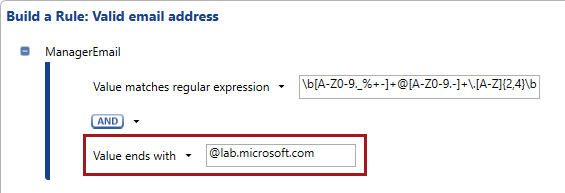 Build a Rule: Valid email address
ManagerEmail
Value matches regular expression \b[A-Z0-9._%+-]+@[A-Z0-9.-]+\.[A-Z]{2,4}\b
AND
Value ends with @lab.microsoft.com